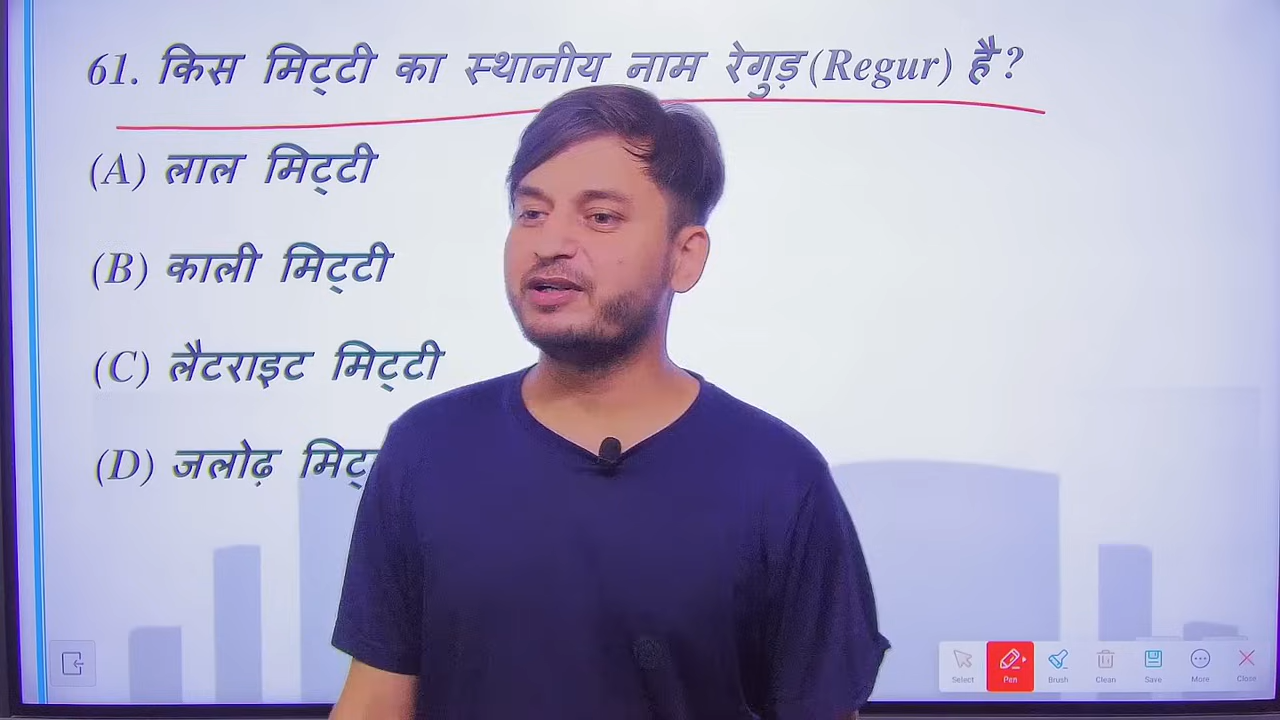 61. किस मिट्टी का स्थानीय नाम रेगुड़(Regur) है?
(A) लाल मिट्टी
(B) काली मिट्टी
(C) लैटराइट मिट्टी
(D) जलोढ़
Select
Pen
Brush
Clean
Save
More
Close